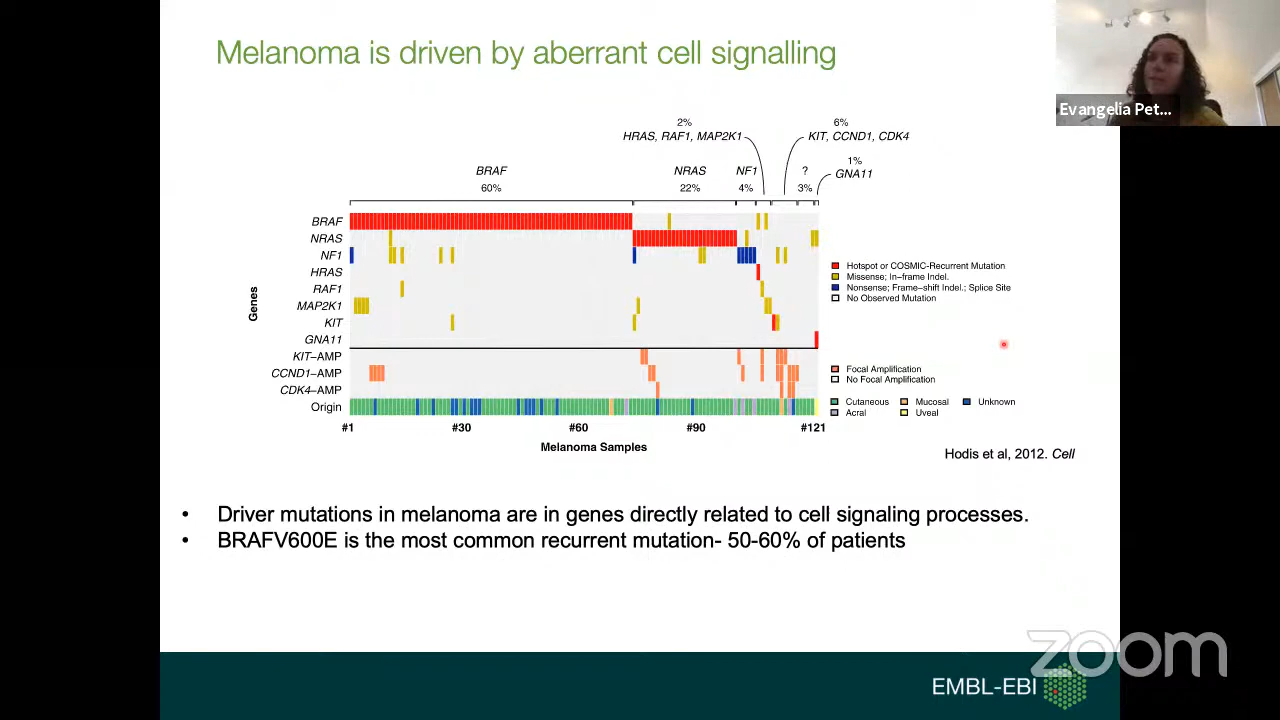 Melanoma is driven by aberrant cell signalling
Evangelia Pet...
2%
HRAS, RAF1, MAP2K1
6%
KIT, CCND1, CDK4
1%
GNA11
BRAF
60%
NRAS
22%
NF1
4%
?
3%
Genes
BRAF
NRAS
NF1
HRAS
RAF1
MAP2K1
KIT
GNA11
KIT–AMP
CCND1–AMP
CDK4–AMP
Origin
Hotspot or COSMIC-Recurrent Mutation
Missense; In-frame Indel.
Nonsense; Frame-shift Indel.; Splice Site
No Observed Mutation
Focal Amplification
No Focal Amplification
Cutaneous Mucosal Unknown
Acral Uveal
#1 #30 #60 #90 #121
Melanoma Samples
Hodis et al, 2012. Cell
• Driver mutations in melanoma are in genes directly related to cell signaling processes.
• BRAFV600E is the most common recurrent mutation- 50-60% of patients
zoom
EMBL-EBI